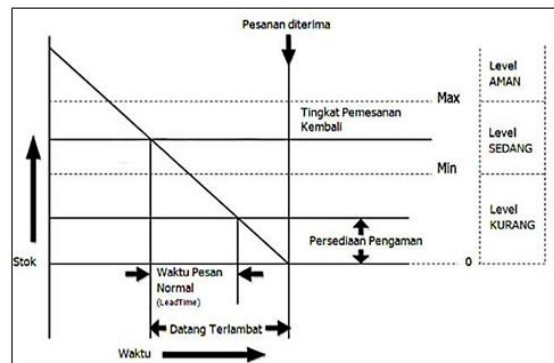 Pesanan diterima
Level
AMAN
Max
Tingkat Pemesanan
Kembali
Level
SEDANG
Min
Level
KURANG
Persediaan Pengaman
Stok
0
Waktu Pesan
Normal
(LeadTime)
Datang Terlambat
Waktu